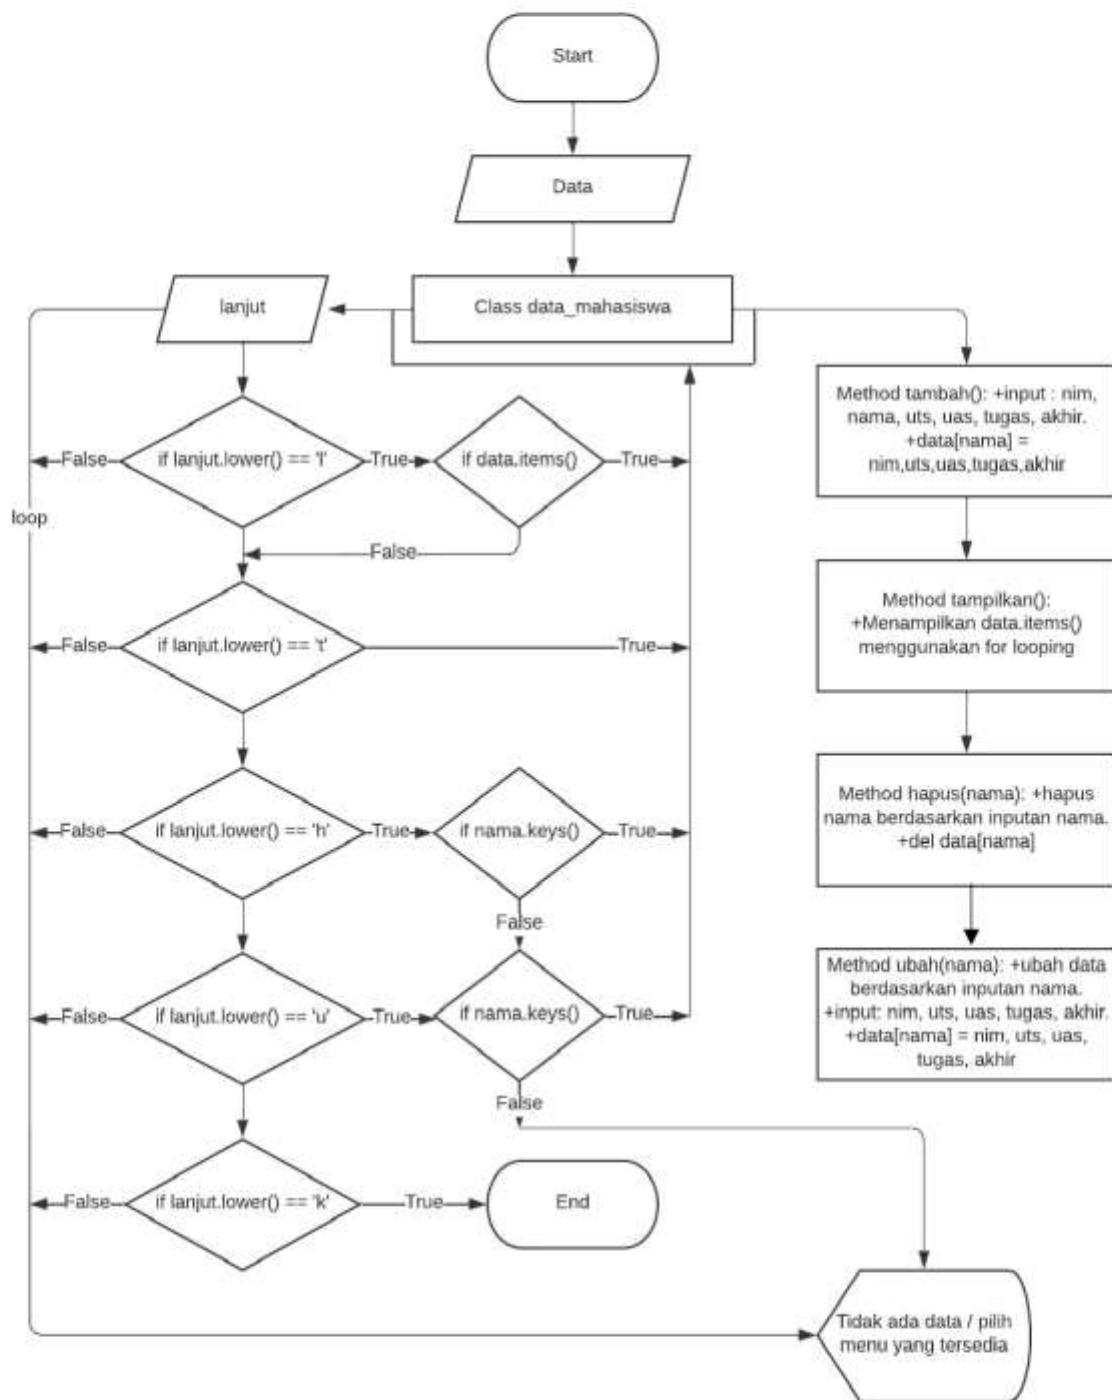 Start
Data
lanjut
Class data_mahasiswa
Method tambah(): +input : nim,
nama, uts, uas, tugas, akhir.
+data[nama] =
nim,uts,uas,tugas,akhir
False
if lanjut.lower() == 'l'
True
if data.items()
True
loop
False
Method tampilkan():
+Menampilkan data.items()
menggunakan for looping
False
if lanjut.lower() == 't'
True
Method hapus(nama): +hapus
nama berdasarkan inputan nama.
+del data[nama]
False
if lanjut.lower() == 'h'
True
if nama.keys()
True
False
Method ubah(nama): +ubah data
berdasarkan inputan nama.
+input: nim, uts, uas, tugas, akhir.
+data[nama] = nim, uts, uas,
tugas, akhir
False
if lanjut.lower() == 'u'
True
if nama.keys()
True
False
False
if lanjut.lower() == 'k'
True
End
Tidak ada data / pilih
menu yang tersedia